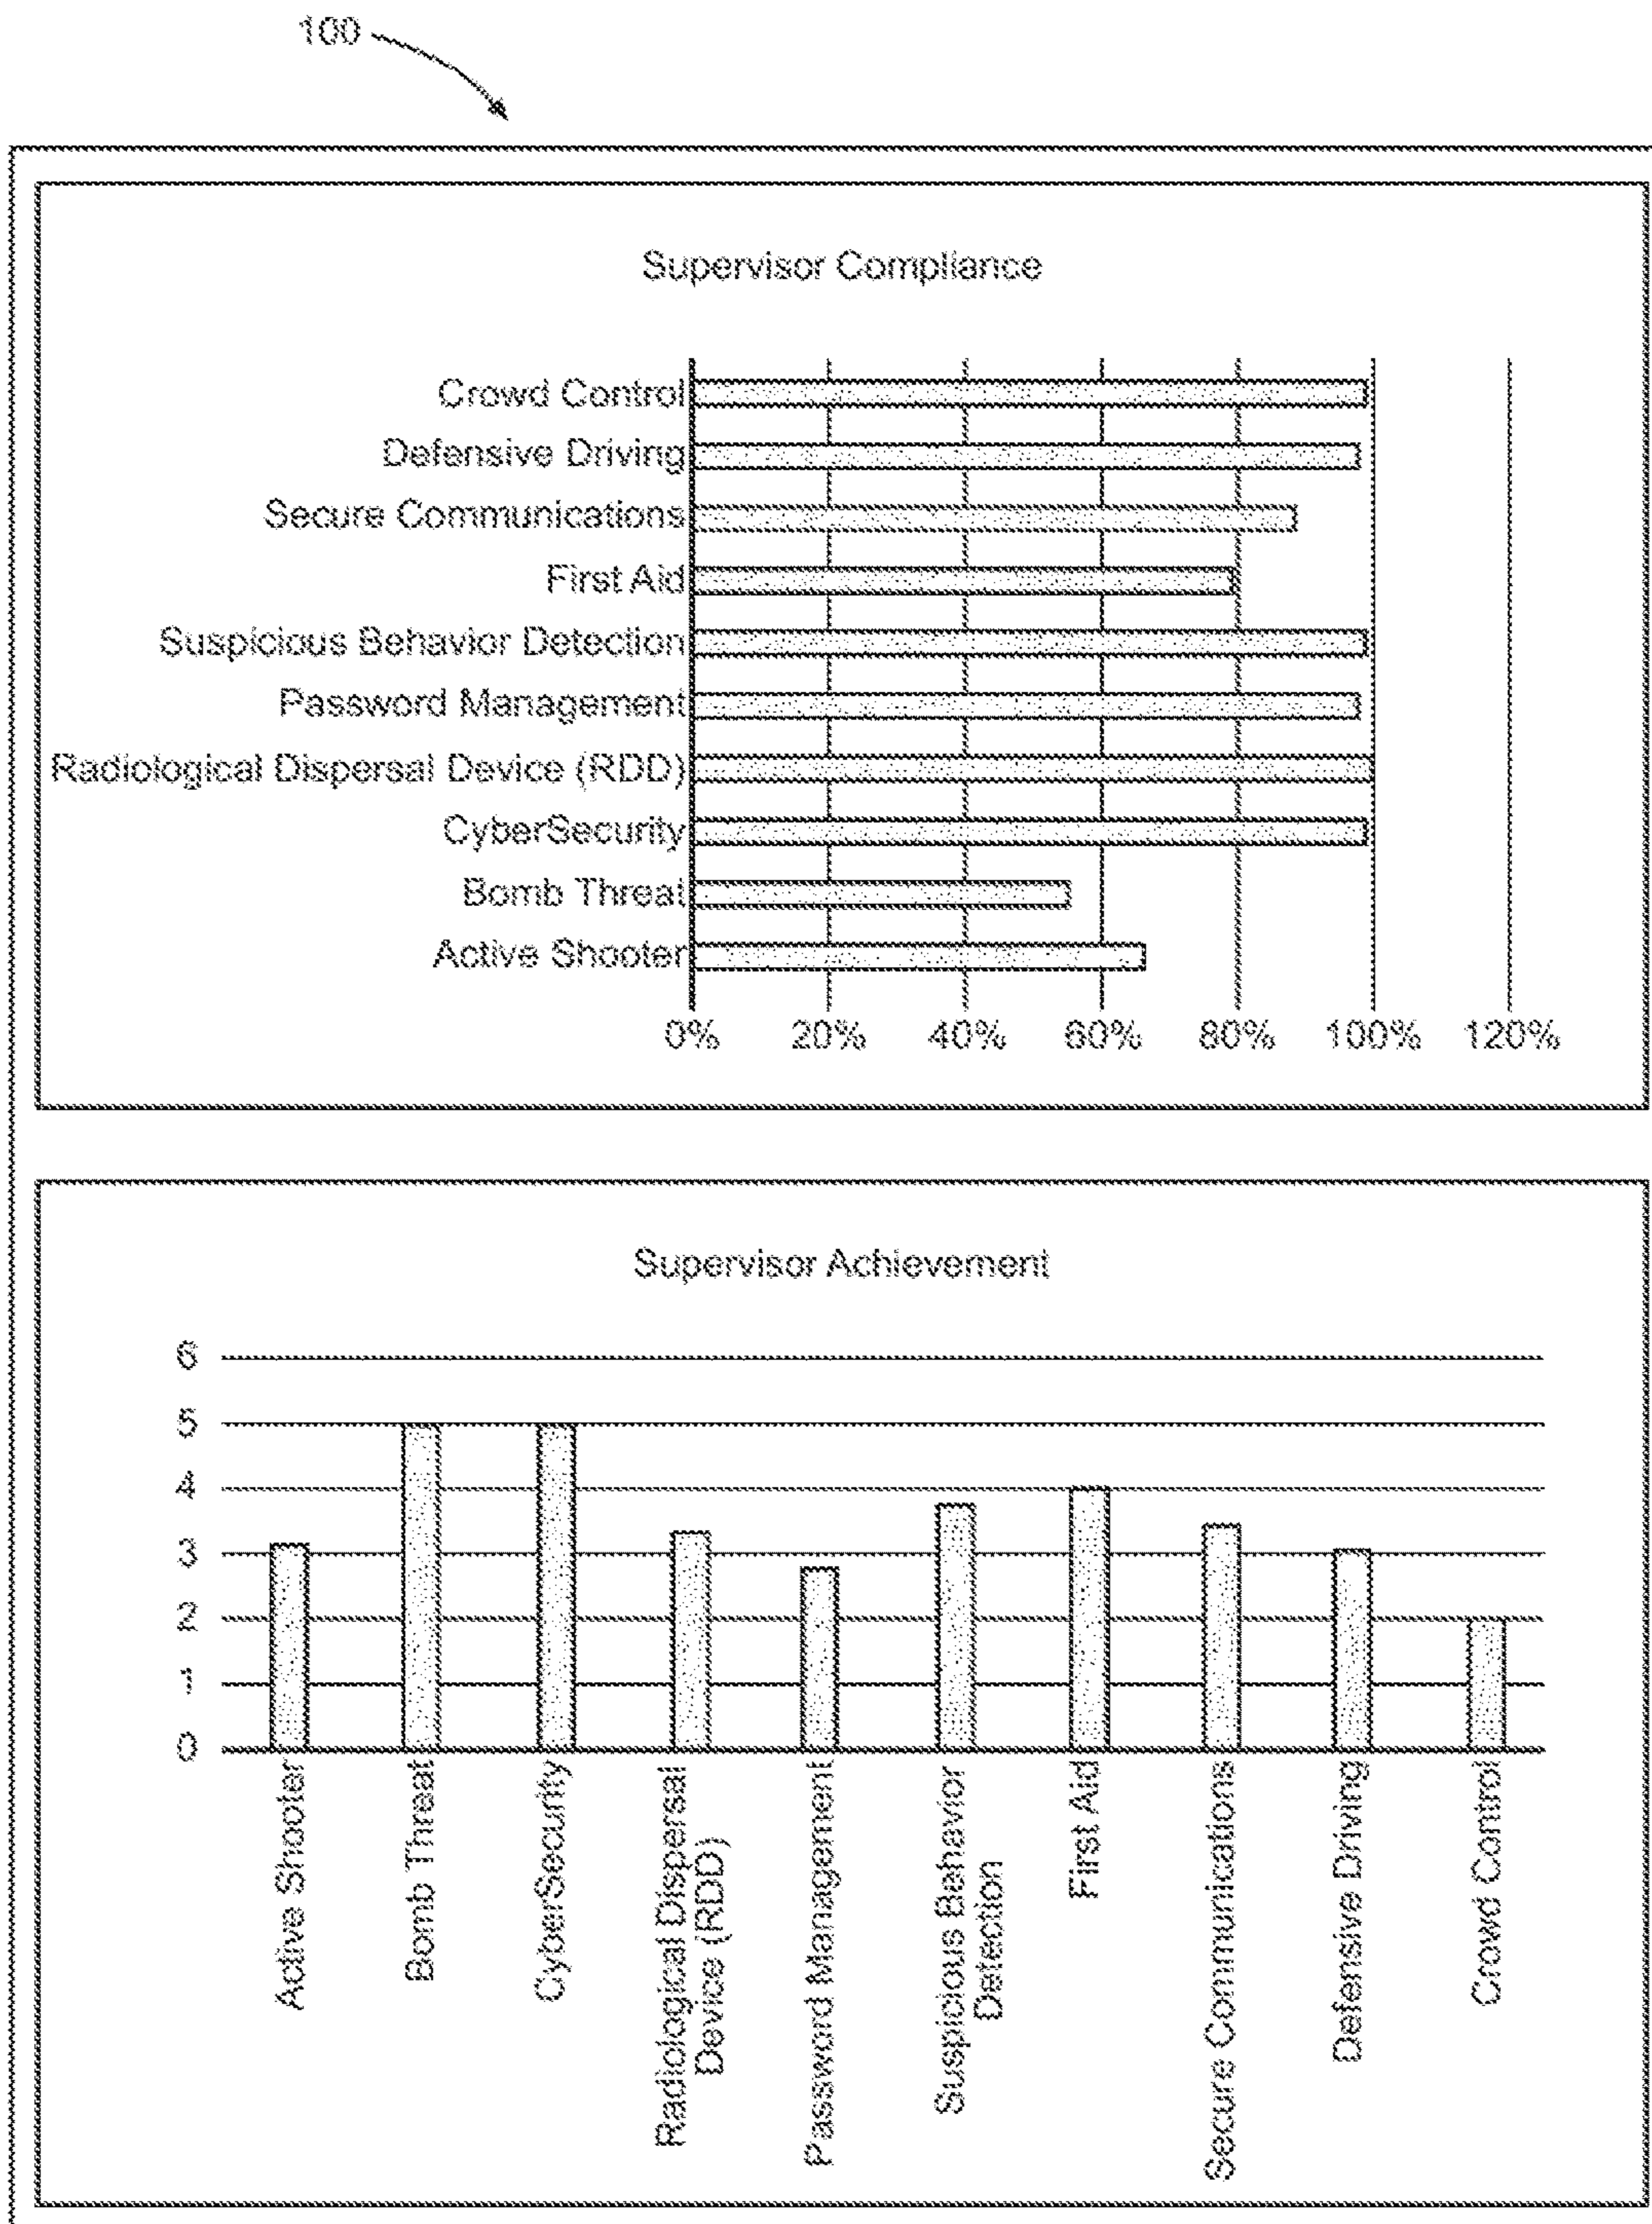 100
Supervisor Compliance
Crowd Control
Defensive Driving
Secure Communications
First Aid
Suspicious Behavior Detection
Password Management
Radiological Dispersal Device (RDD)
CyberSecurity
Bomb Threat
Active Shooter
0% 20% 40% 60% 80% 100% 120%
Supervisor Achievement
6
5
4
3
2
1
0
Active Shooter
Bomb Threat
CyberSecurity
Radiological Dispersal
Device (RDD)
Password Management
Suspicious Behavior
Detection
First Aid
Secure Communications
Defensive Driving
Crowd Control